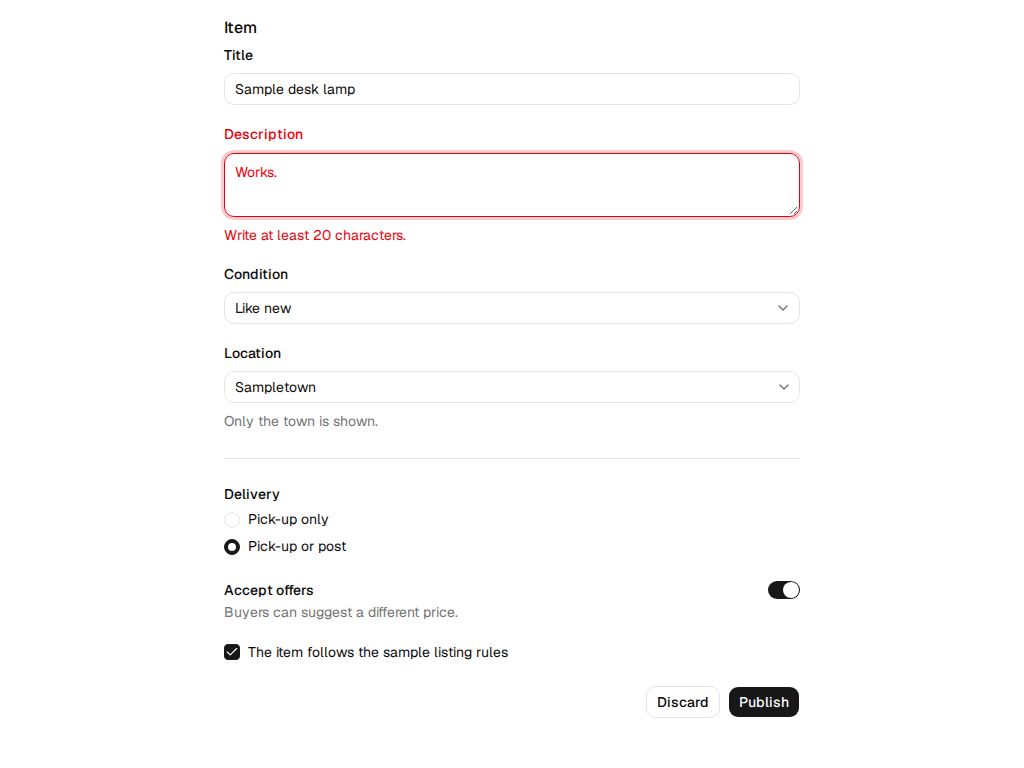 Item
Title
Sample desk lamp
Description
Works.
Write at least 20 characters.
Condition
Like new
Location
Sampletown
Only the town is shown.
Delivery
Pick-up only
Pick-up or post
Accept offers
Buyers can suggest a different price.
The item follows the sample listing rules
Discard Publish